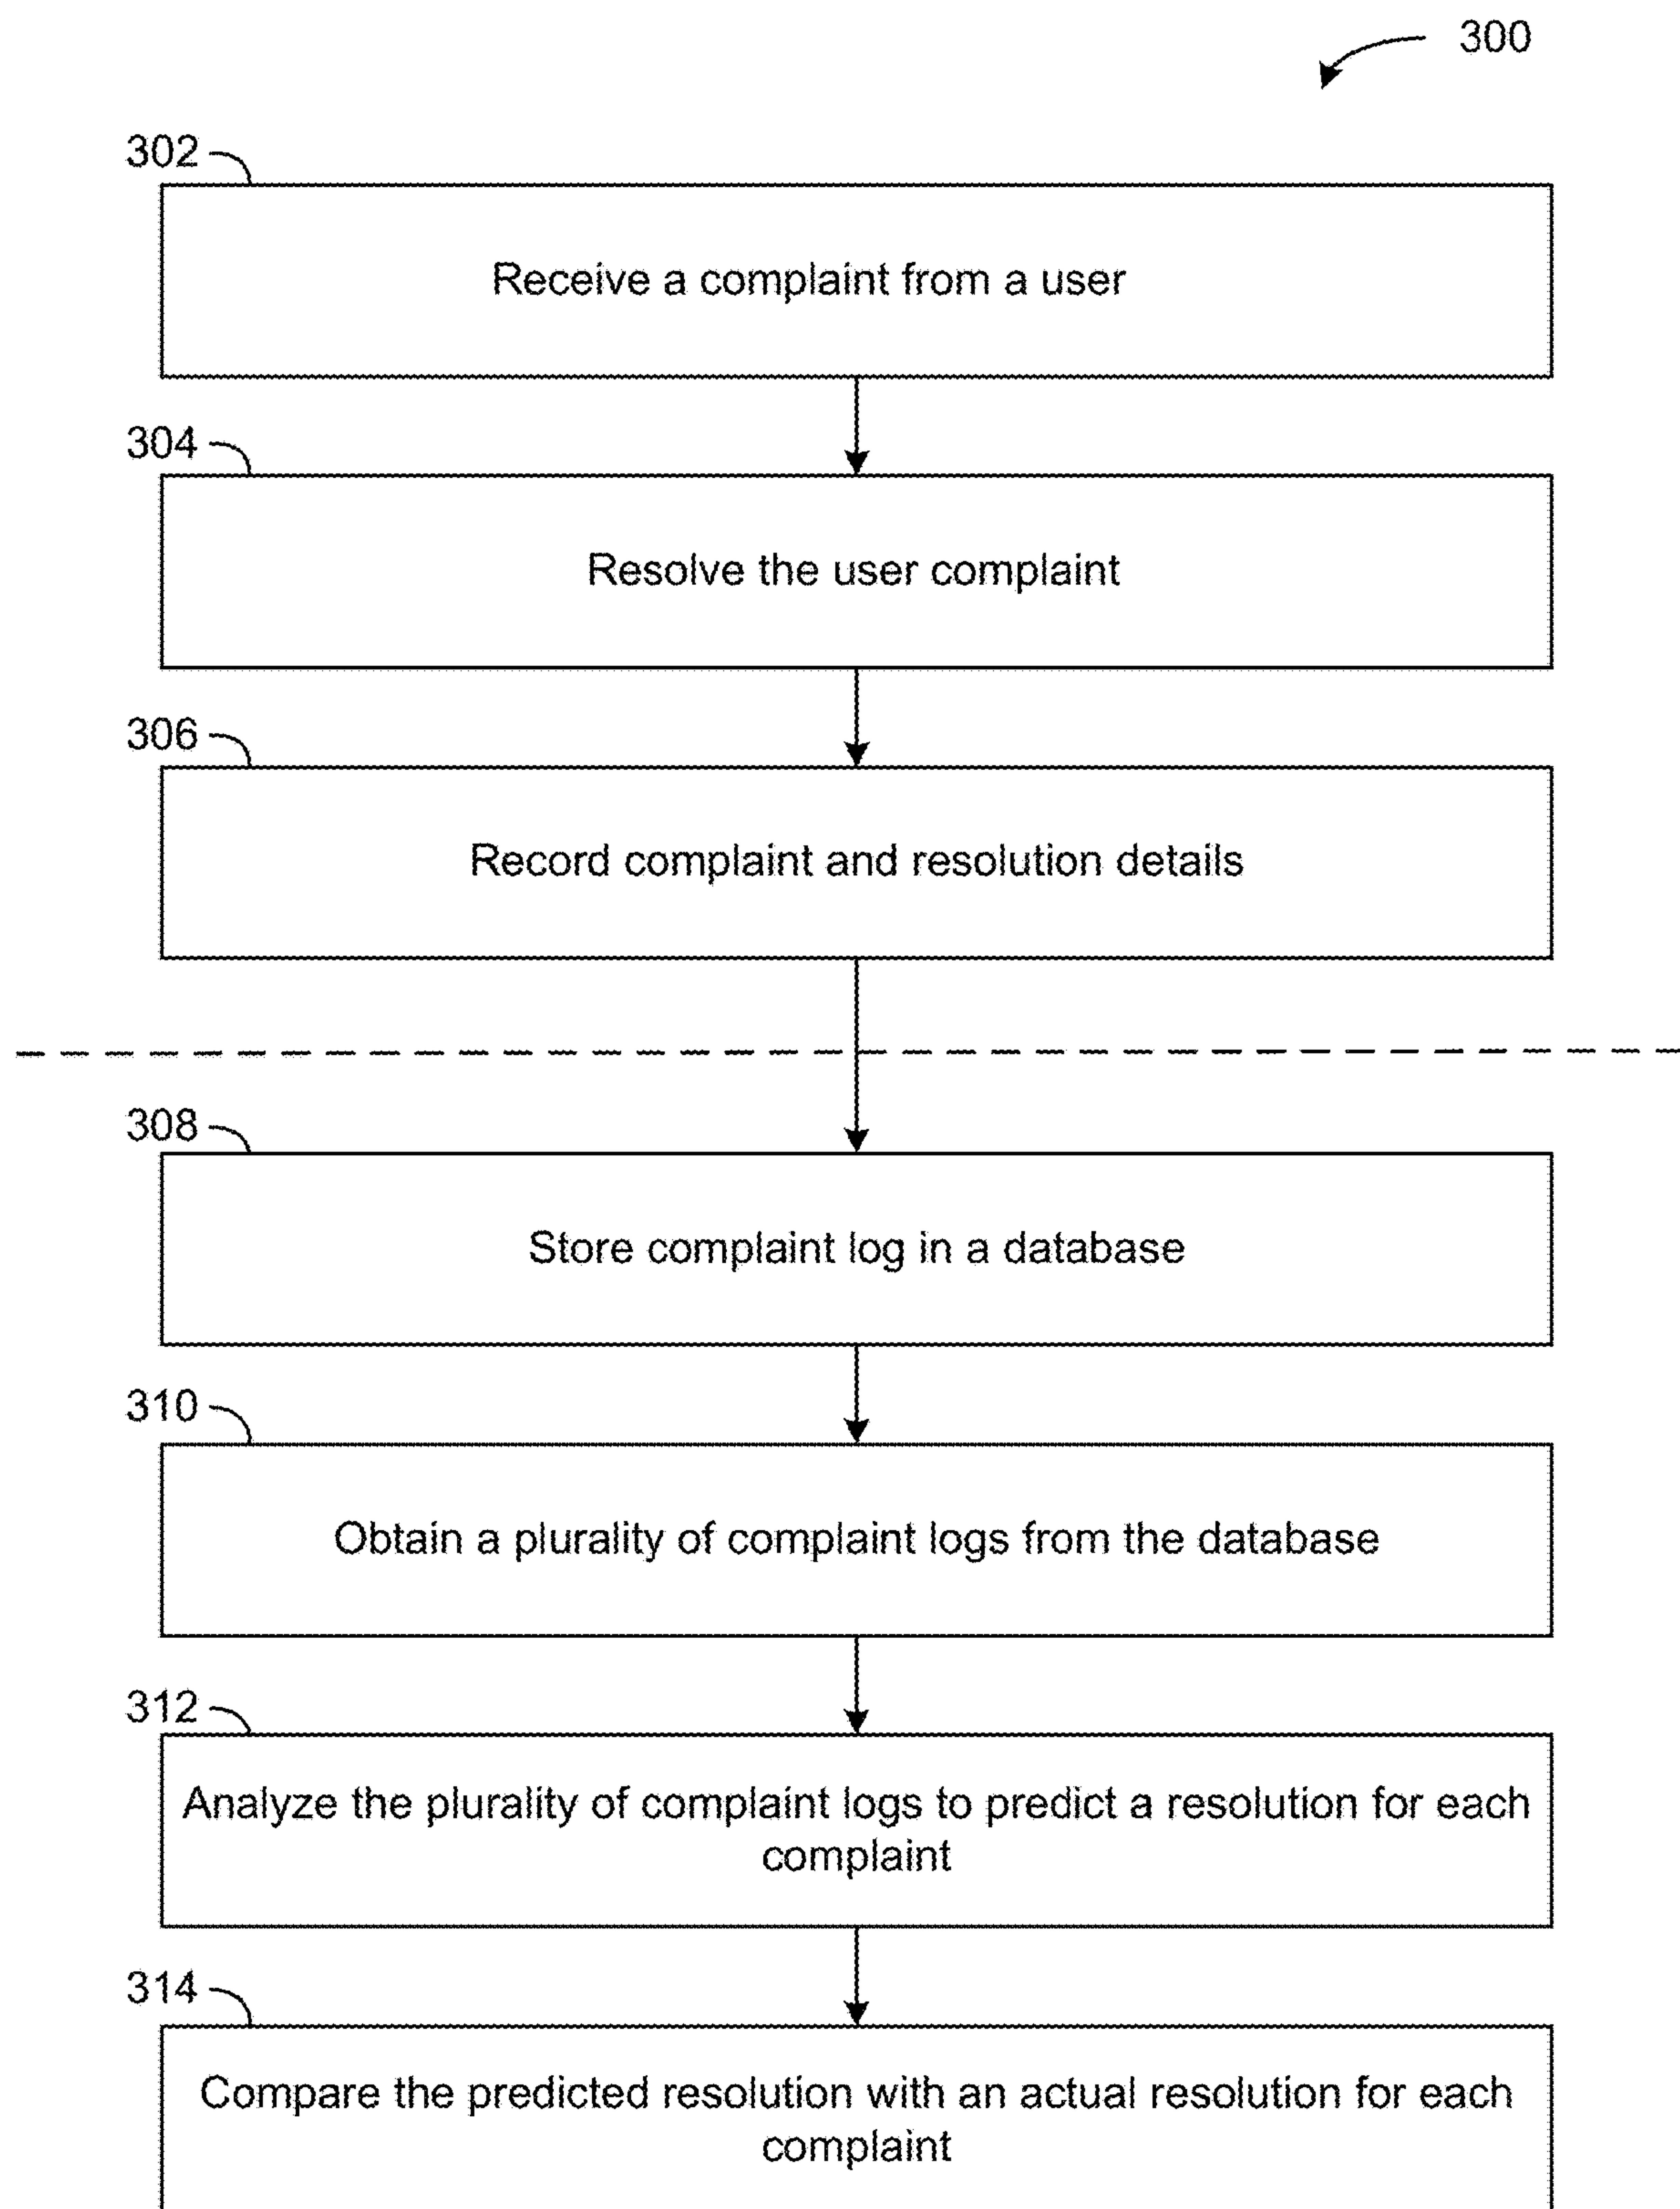 300
302
Receive a complaint from a user
304
Resolve the user complaint
306
Record complaint and resolution details
308
Store complaint log in a database
310
Obtain a plurality of complaint logs from the database
312
Analyze the plurality of complaint logs to predict a resolution for each
complaint
314
Compare the predicted resolution with an actual resolution for each
complaint